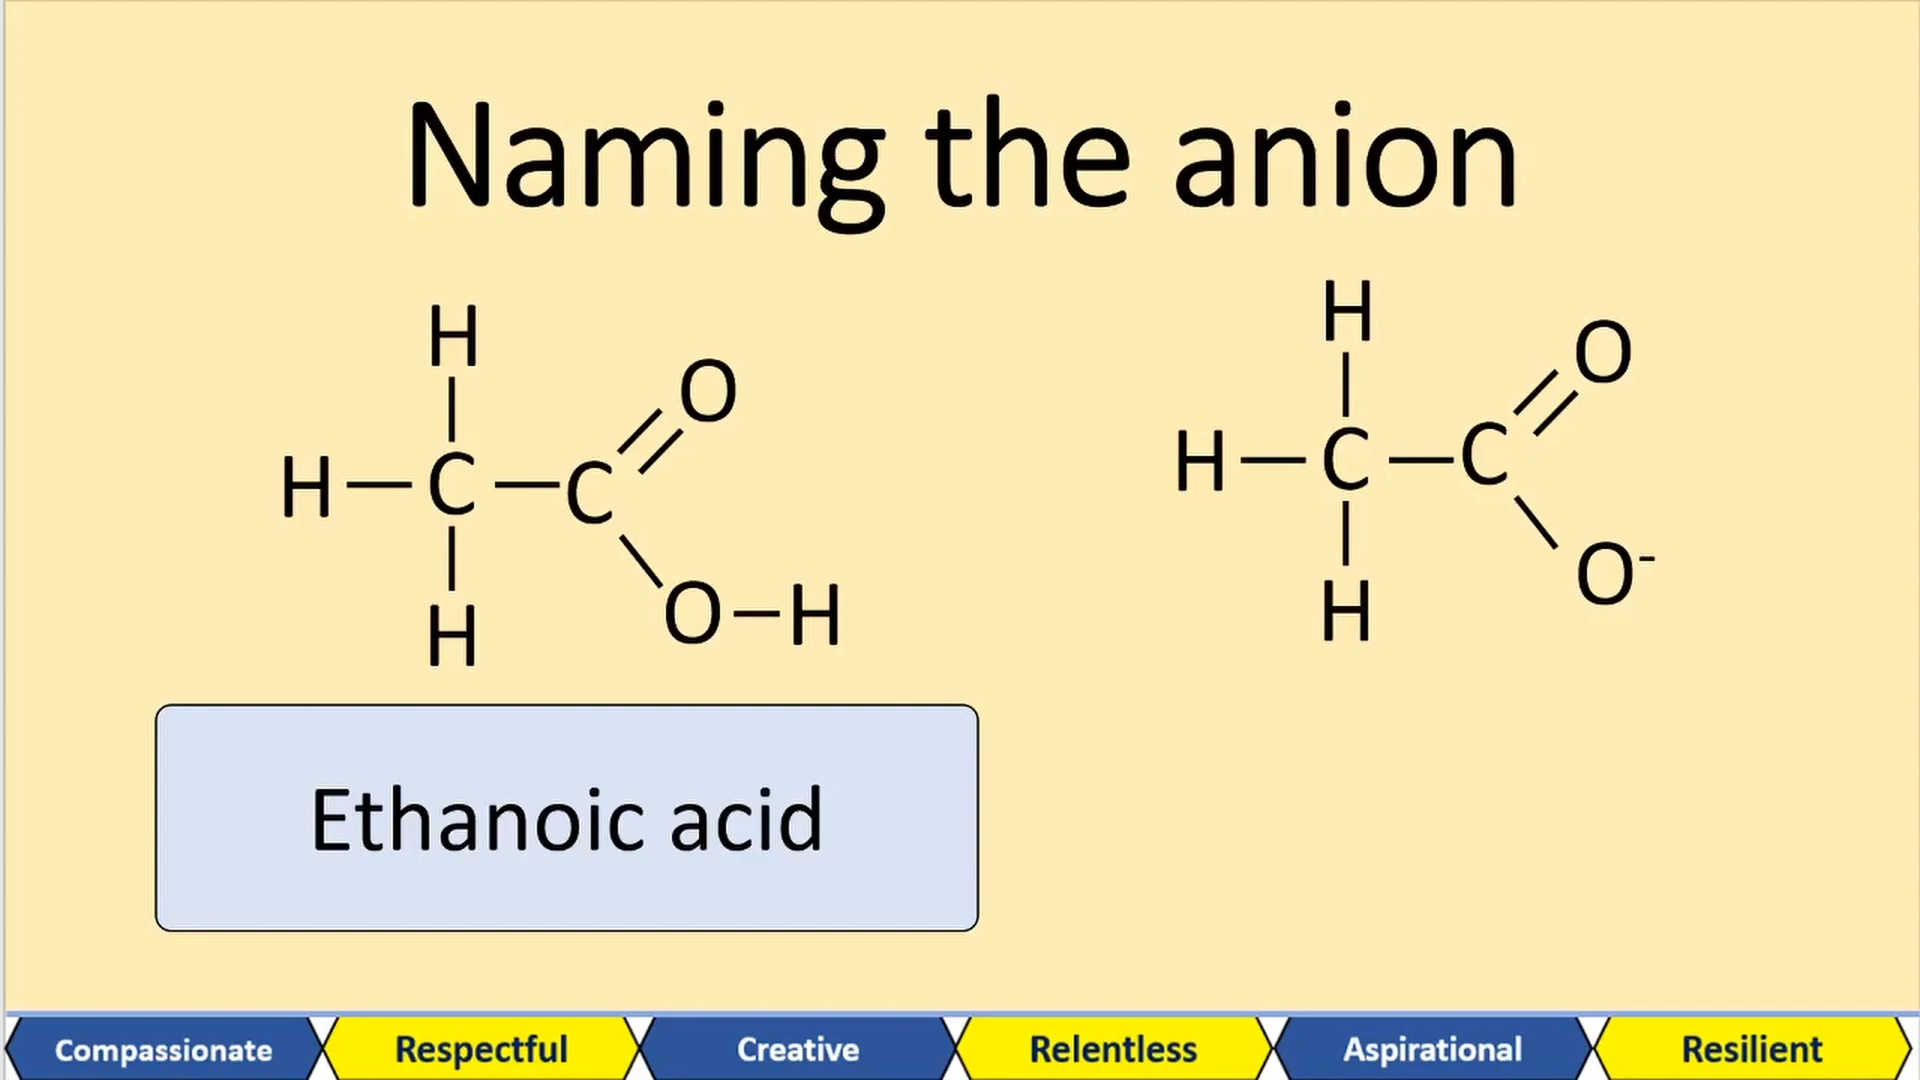 Naming the anion
H
O
H C C
O H
H
H
O
H C C
O-
H
Ethanoic acid
Compassionate Respectful Creative Relentless Aspirational Resilient